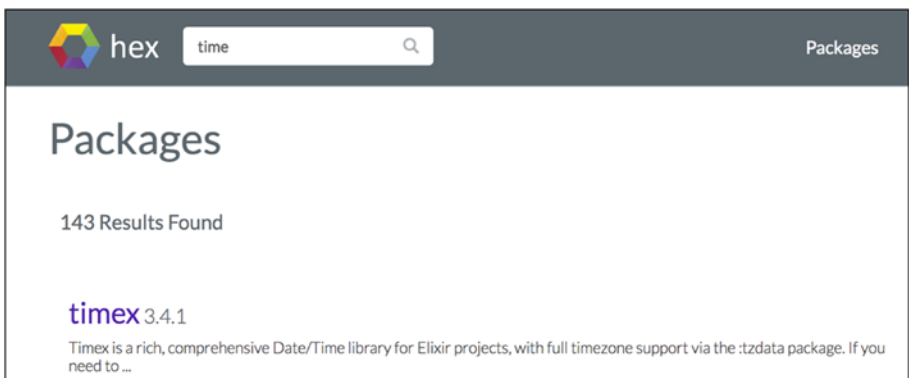 hex time Packages
Packages
143 Results Found
timex 3.4.1
Timex is a rich, comprehensive Date/Time library for Elixir projects, with full timezone support via the :tzdata package. If you
need to ...